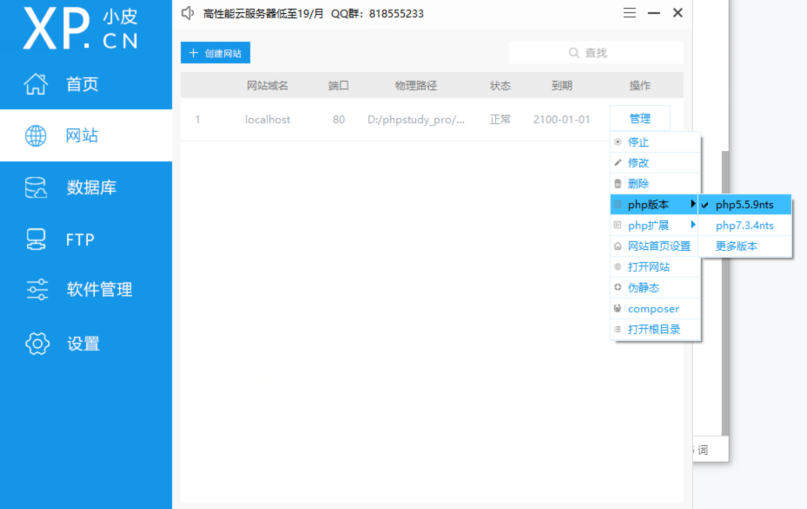 XP.CN 小皮
高性能云服务器低至19/月 QQ群：818555233
首页
网站
数据库
FTP
软件管理
设置
+ 创建网站
查找
网站域名 端口 物理路径 状态 到期 操作
1 localhost 80 D:/phpstudy_pro/... 正常 2100-01-01 管理
停止
修改
删除
php版本
php扩展
网站首页设置
打开网站
伪静态
composer
打开根目录
php5.5.9nts
php7.3.4nts
更多版本
词